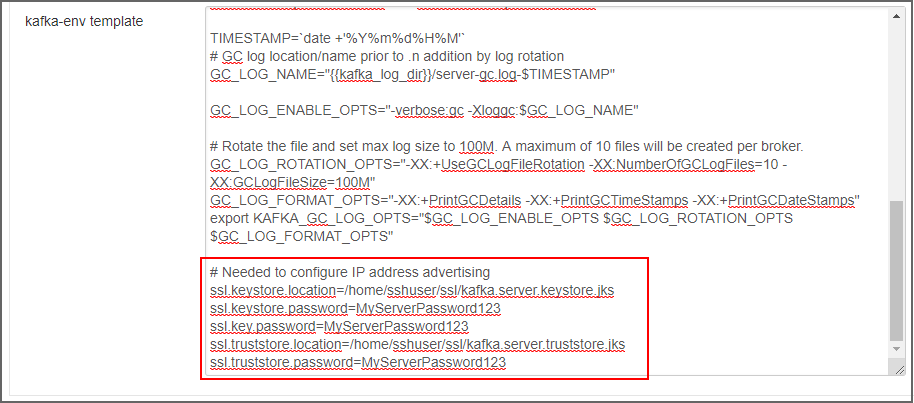 kafka-env template
TIMESTAMP=`date +'%Y%m%d%H%M'`
# GC log location/name prior to .n addition by log rotation
GC_LOG_NAME="{{kafka_log_dir}}/server-gc.log-$TIMESTAMP"
GC_LOG_ENABLE_OPTS="-verbose:gc -Xloggc:$GC_LOG_NAME"
# Rotate the file and set max log size to 100M. A maximum of 10 files will be created per broker.
GC_LOG_ROTATION_OPTS="-XX:+UseGCLogFileRotation -XX:NumberOfGCLogFiles=10 -
XX:GCLogFileSize=100M"
GC_LOG_FORMAT_OPTS="-XX:+PrintGCDetails -XX:+PrintGCTimeStamps -XX:+PrintGCDateStamps"
export KAFKA_GC_LOG_OPTS="$GC_LOG_ENABLE_OPTS $GC_LOG_ROTATION_OPTS
$GC_LOG_FORMAT_OPTS"
# Needed to configure IP address advertising
ssl.keystore.location=/home/sshuser/ssl/kafka.server.keystore.jks
ssl.keystore.password=MyServerPassword123
ssl.key.password=MyServerPassword123
ssl.truststore.location=/home/sshuser/ssl/kafka.server.truststore.jks
ssl.truststore.password=MyServerPassword123